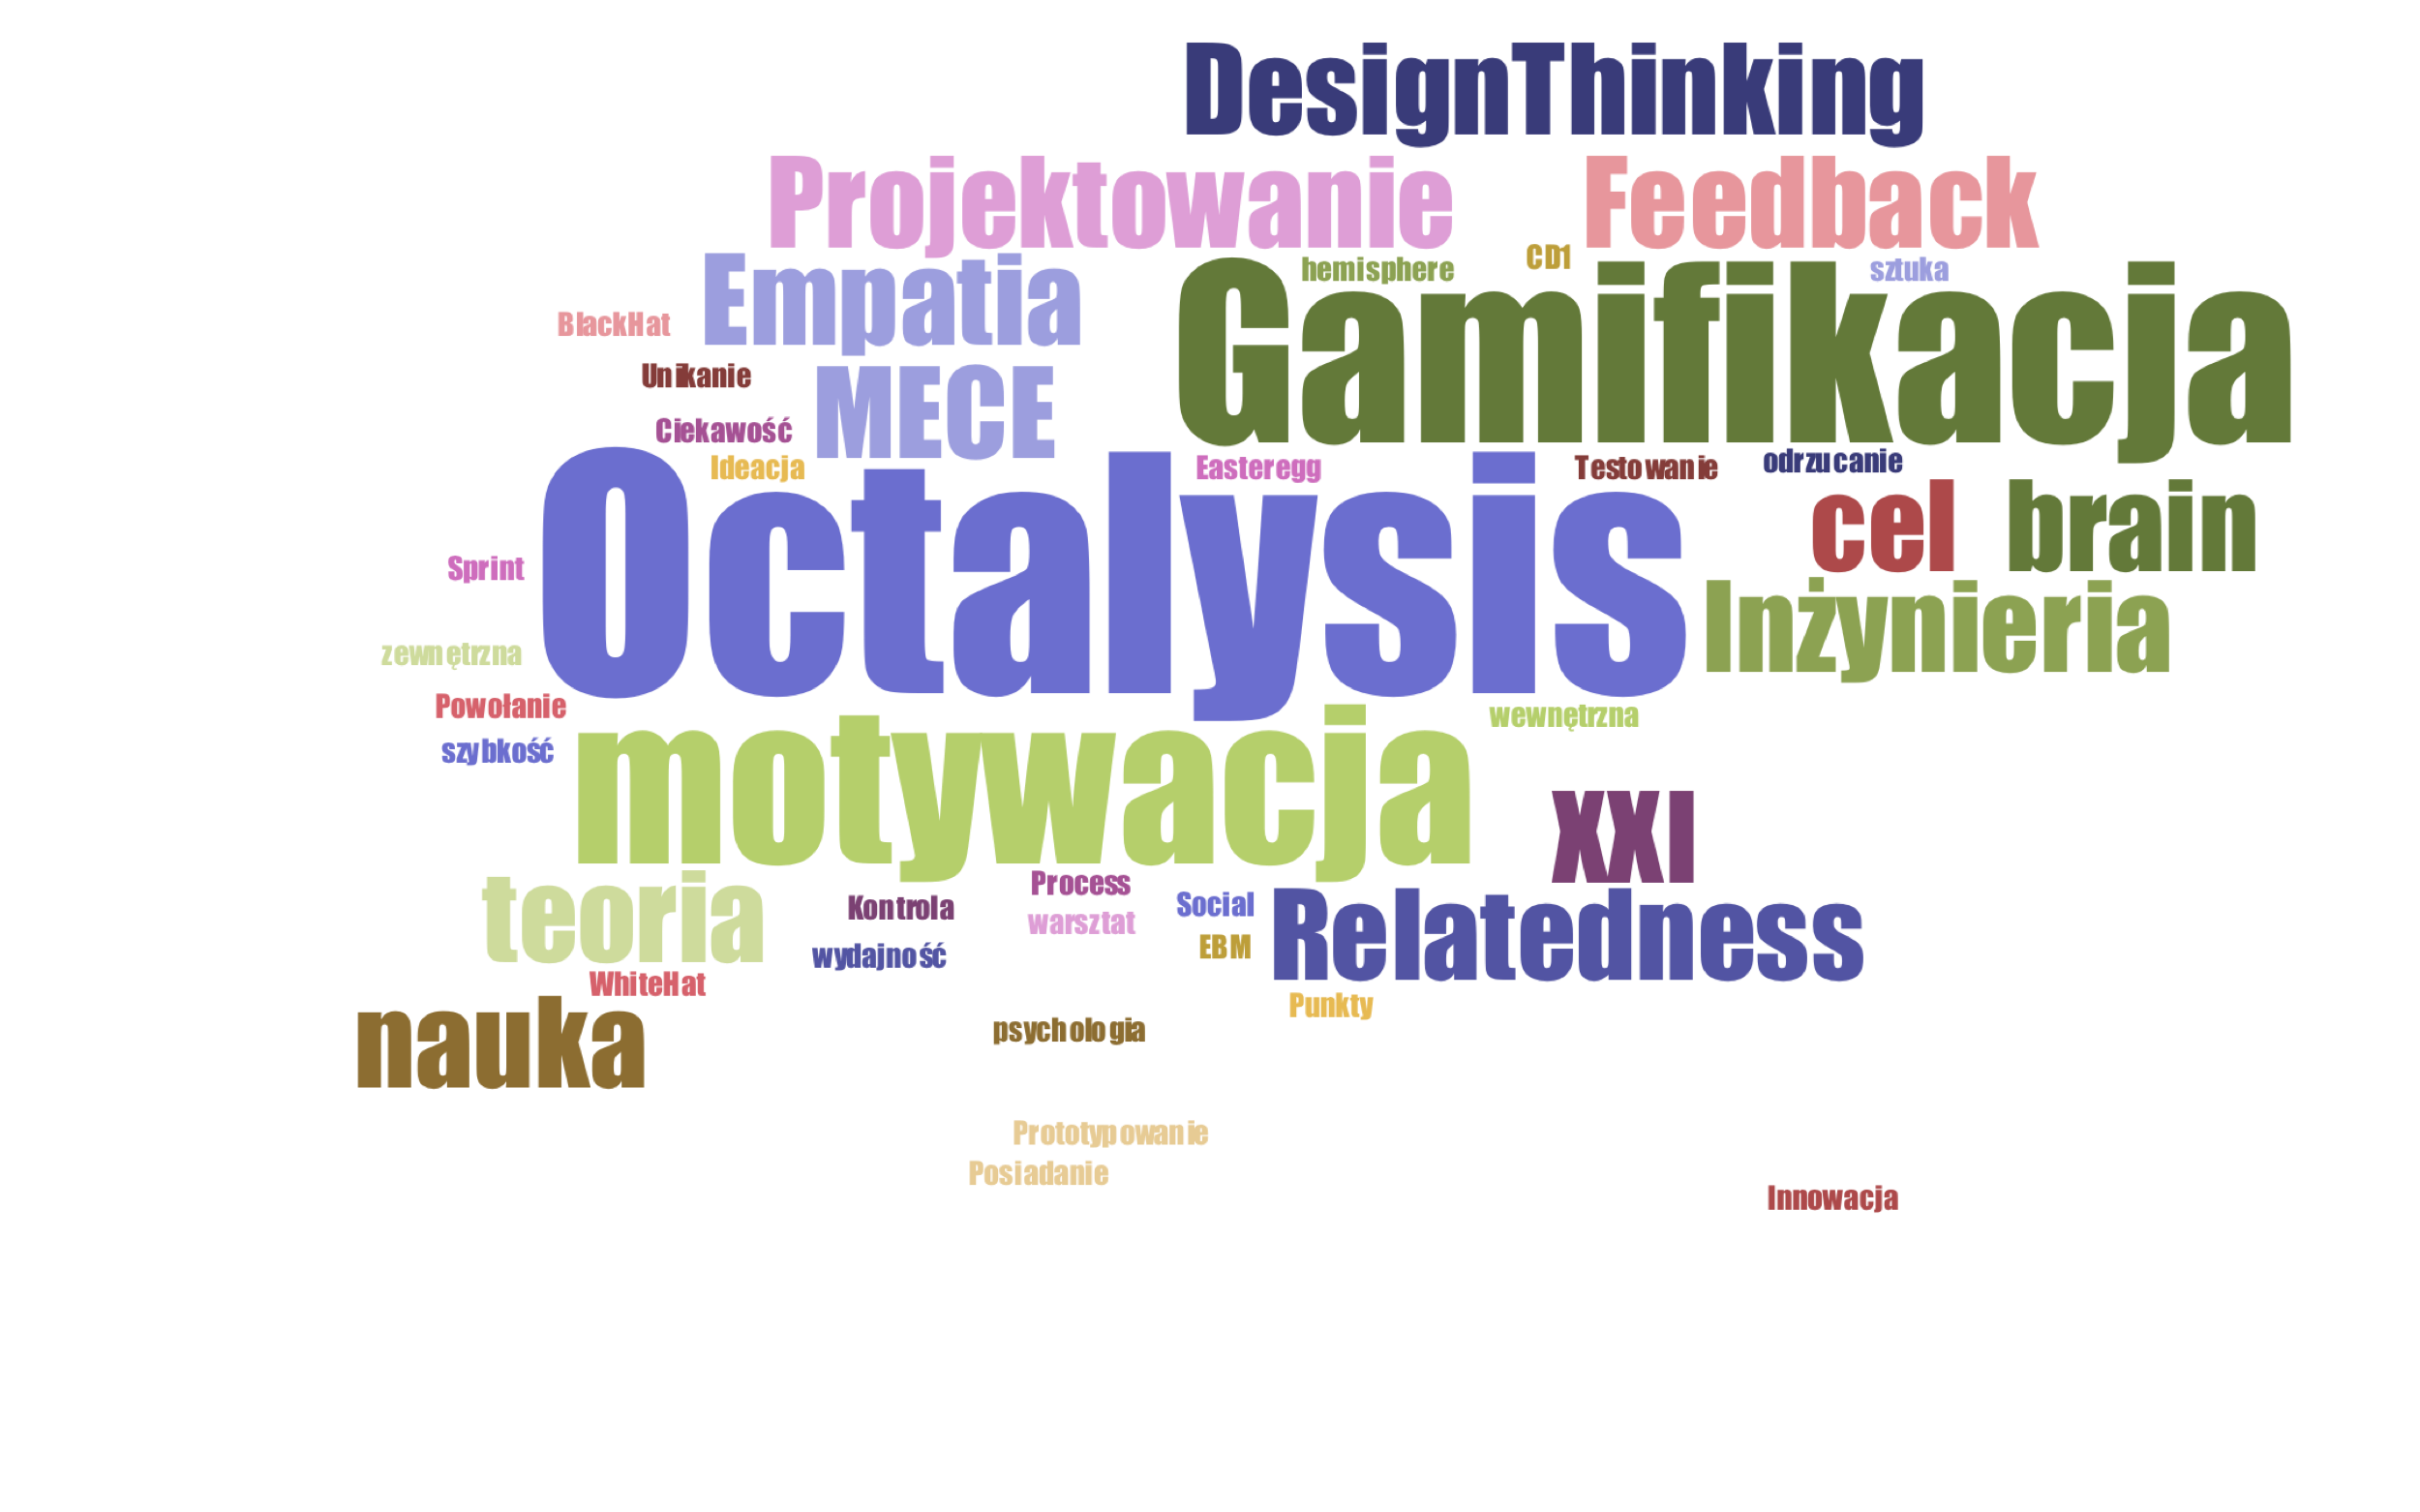 DesignThinking
Projektowanie Feedback
hemisphere CD1 sztuka
Empatia
BlackHat
Gamifikacja
Unikanie
MECE
Ciekawość
Ideacja Easteregg Testowanie odrzucanie
cel brain
Octalysis
Sprint
Inżynieria
zewnętrzna
Powołanie
wewnętrzna
szybkość
motywacja
XXI
teoria
Process
Kontrola
Social
warsztat
Relatedness
EBM
wydajność
WhiteHat
Punkty
psychologia
nauka
Prototypowanie
Posiadanie
Innowacja